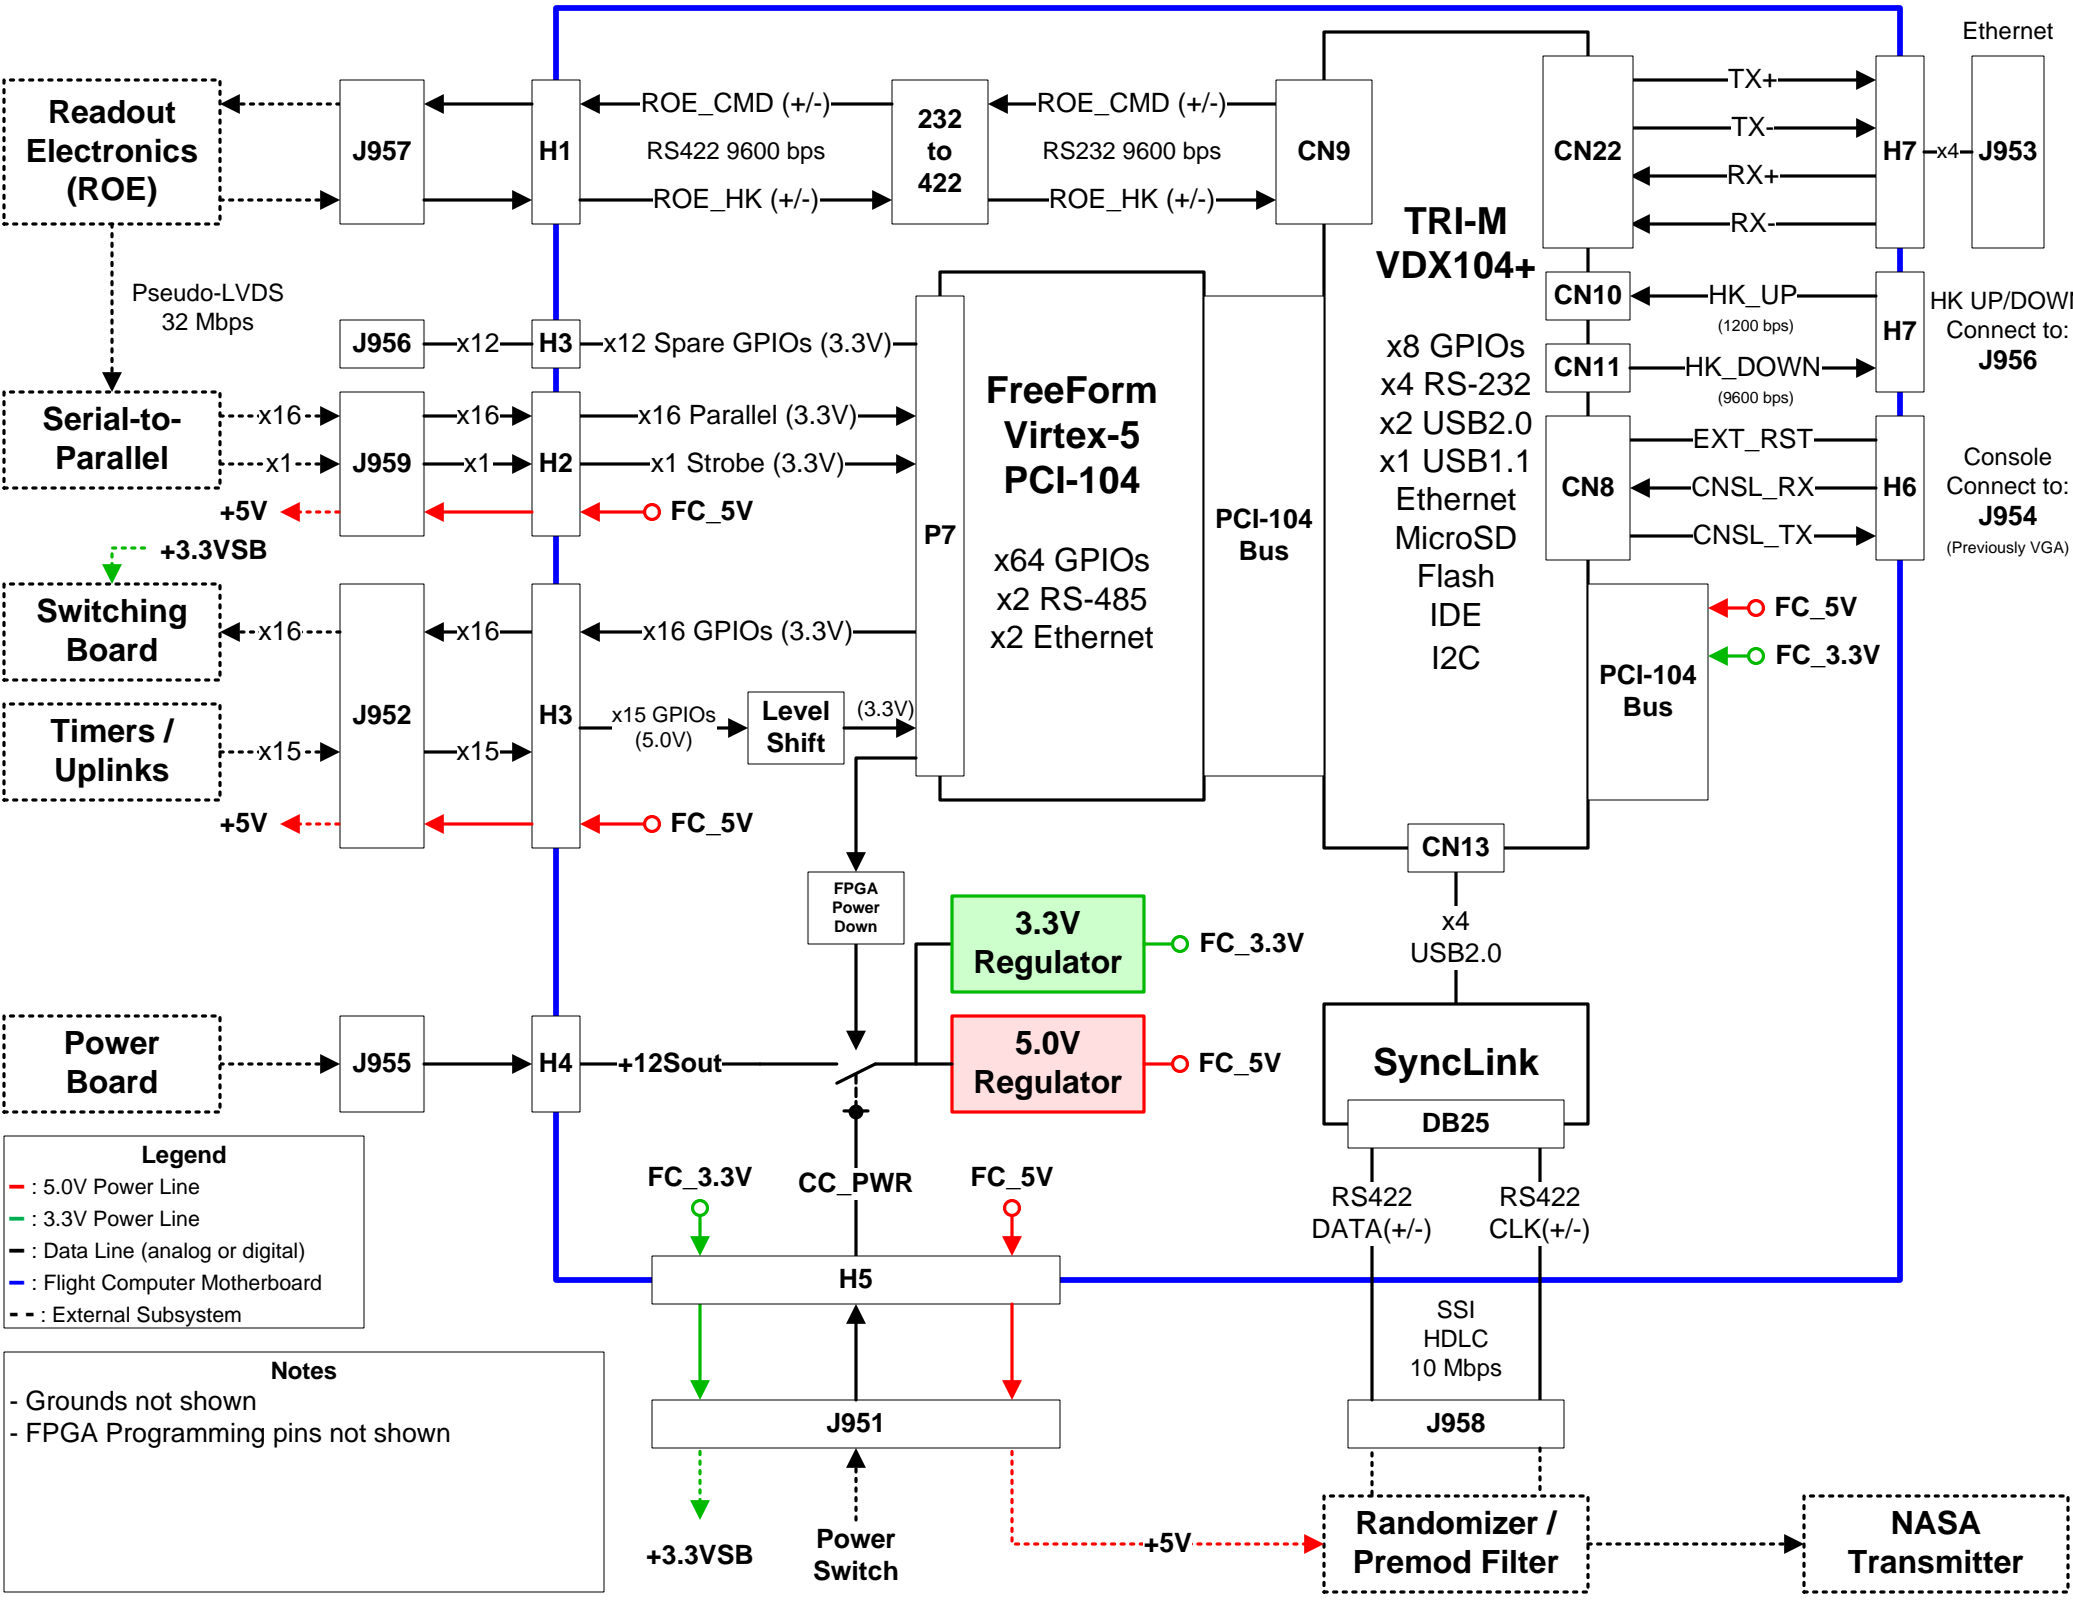 Ethernet
Readout
Electronics
(ROE)
J957
H1
ROE_CMD (+/-)
RS422 9600 bps
ROE_HK (+/-)
232
to
422
ROE_CMD (+/-)
RS232 9600 bps
ROE_HK (+/-)
CN9
TRI-M
VDX104+
x8 GPIOs
x4 RS-232
x2 USB2.0
x1 USB1.1
Ethernet
MicroSD
Flash
IDE
I2C
CN22
TX+
TX-
RX+
RX-
H7
x4
J953
CN10
HK_UP
(1200 bps)
CN11
HK_DOWN
(9600 bps)
H7
HK UP/DOWN
Connect to:
J956
CN8
EXT_RST
CNSL_RX
CNSL_TX
H6
Console
Connect to:
J954
(Previously VGA)
PCI-104
Bus
FC_5V
FC_3.3V
Pseudo-LVDS
32 Mbps
J956
x12
H3
x12 Spare GPIOs (3.3V)
Serial-to-
Parallel
x16
x1
J959
x16
x1
H2
x16 Parallel (3.3V)
x1 Strobe (3.3V)
+5V
FC_5V
P7
FreeForm
Virtex-5
PCI-104
x64 GPIOs
x2 RS-485
x2 Ethernet
PCI-104
Bus
+3.3VSB
Switching
Board
x16
J952
x16
H3
x16 GPIOs (3.3V)
Timers /
Uplinks
x15
x15
x15 GPIOs
(5.0V)
Level
Shift
(3.3V)
+5V
FC_5V
FPGA
Power
Down
3.3V
Regulator
FC_3.3V
5.0V
Regulator
FC_5V
Power
Board
J955
H4
+12Sout
CN13
x4
USB2.0
SyncLink
DB25
RS422
DATA(+/-)
RS422
CLK(+/-)
SSI
HDLC
10 Mbps
J958
FC_3.3V
CC_PWR
FC_5V
H5
J951
+3.3VSB
Power
Switch
+5V
Randomizer /
Premod Filter
NASA
Transmitter
Legend
: 5.0V Power Line
: 3.3V Power Line
: Data Line (analog or digital)
: Flight Computer Motherboard
: External Subsystem
Notes
- Grounds not shown
- FPGA Programming pins not shown